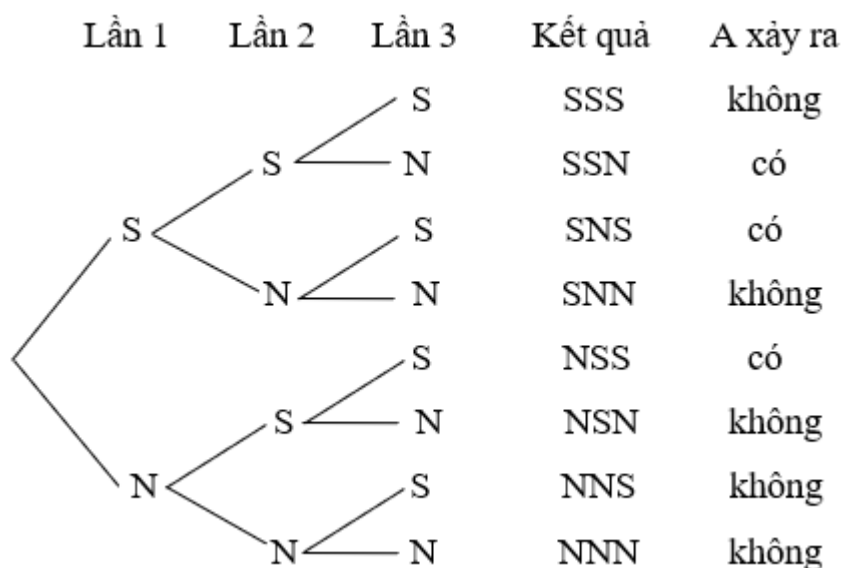 Lần 1 Lần 2 Lần 3 Kết quả A xảy ra
S SSS không
S N SSN có
S S SNS có
N N SNN không
S NSS có
S N NSN không
N S NNS không
N N NNN không